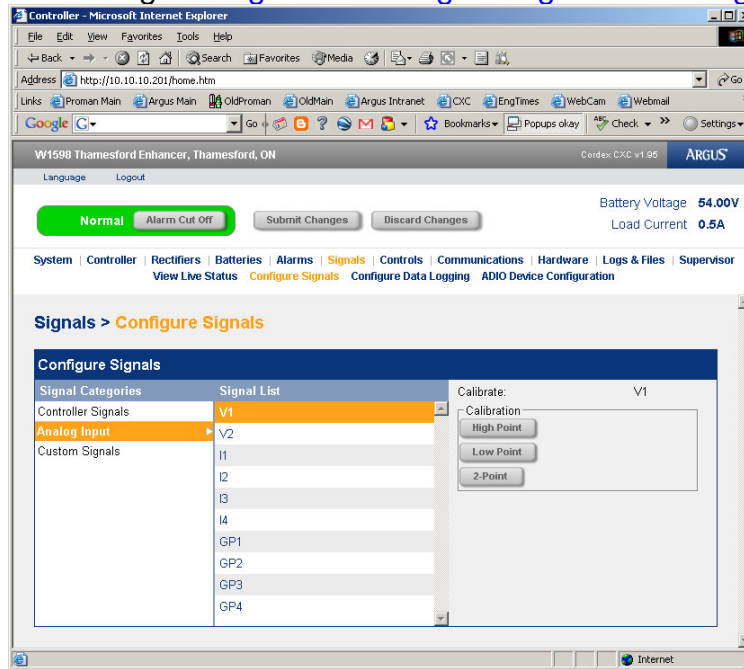 Controller - Microsoft Internet Explorer
File Edit View Favorites Tools Help
Back Search Favorites Media
Address http://10.10.10.201/home.htm Go
Links Proman Main Argus Main OldProman OldMain Argus Intranet CXC EngTimes WebCam Webmail
Google G Go Bookmarks Popups okay ABC Check >> Settings
W1598 Thamesford Enhancer, Thamesford, ON Cordex CXC v1.95 ARGUS
Language Logout
Battery Voltage 54.00V
Normal Alarm Cut Off Submit Changes Discard Changes
Load Current 0.5A
System | Controller | Rectifiers | Batteries | Alarms | Signals | Controls | Communications | Hardware | Logs & Files | Supervisor
View Live Status Configure Signals Configure Data Logging ADIO Device Configuration
Signals > Configure Signals
Configure Signals
Signal Categories Signal List Calibrate: V1
Controller Signals V1 Calibration
Analog Input V2 High Point
Custom Signals I1 Low Point
I2 2-Point
I3
I4
GP1
GP2
GP3
GP4
Internet